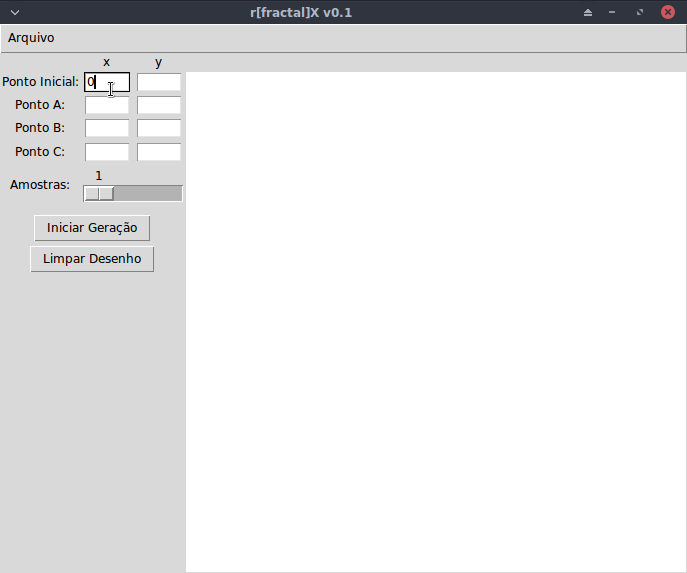 r[fractal]X v0.1
Arquivo
x y
Ponto Inicial: 0
Ponto A:
Ponto B:
Ponto C:
1
Amostras:
Iniciar Geração
Limpar Desenho